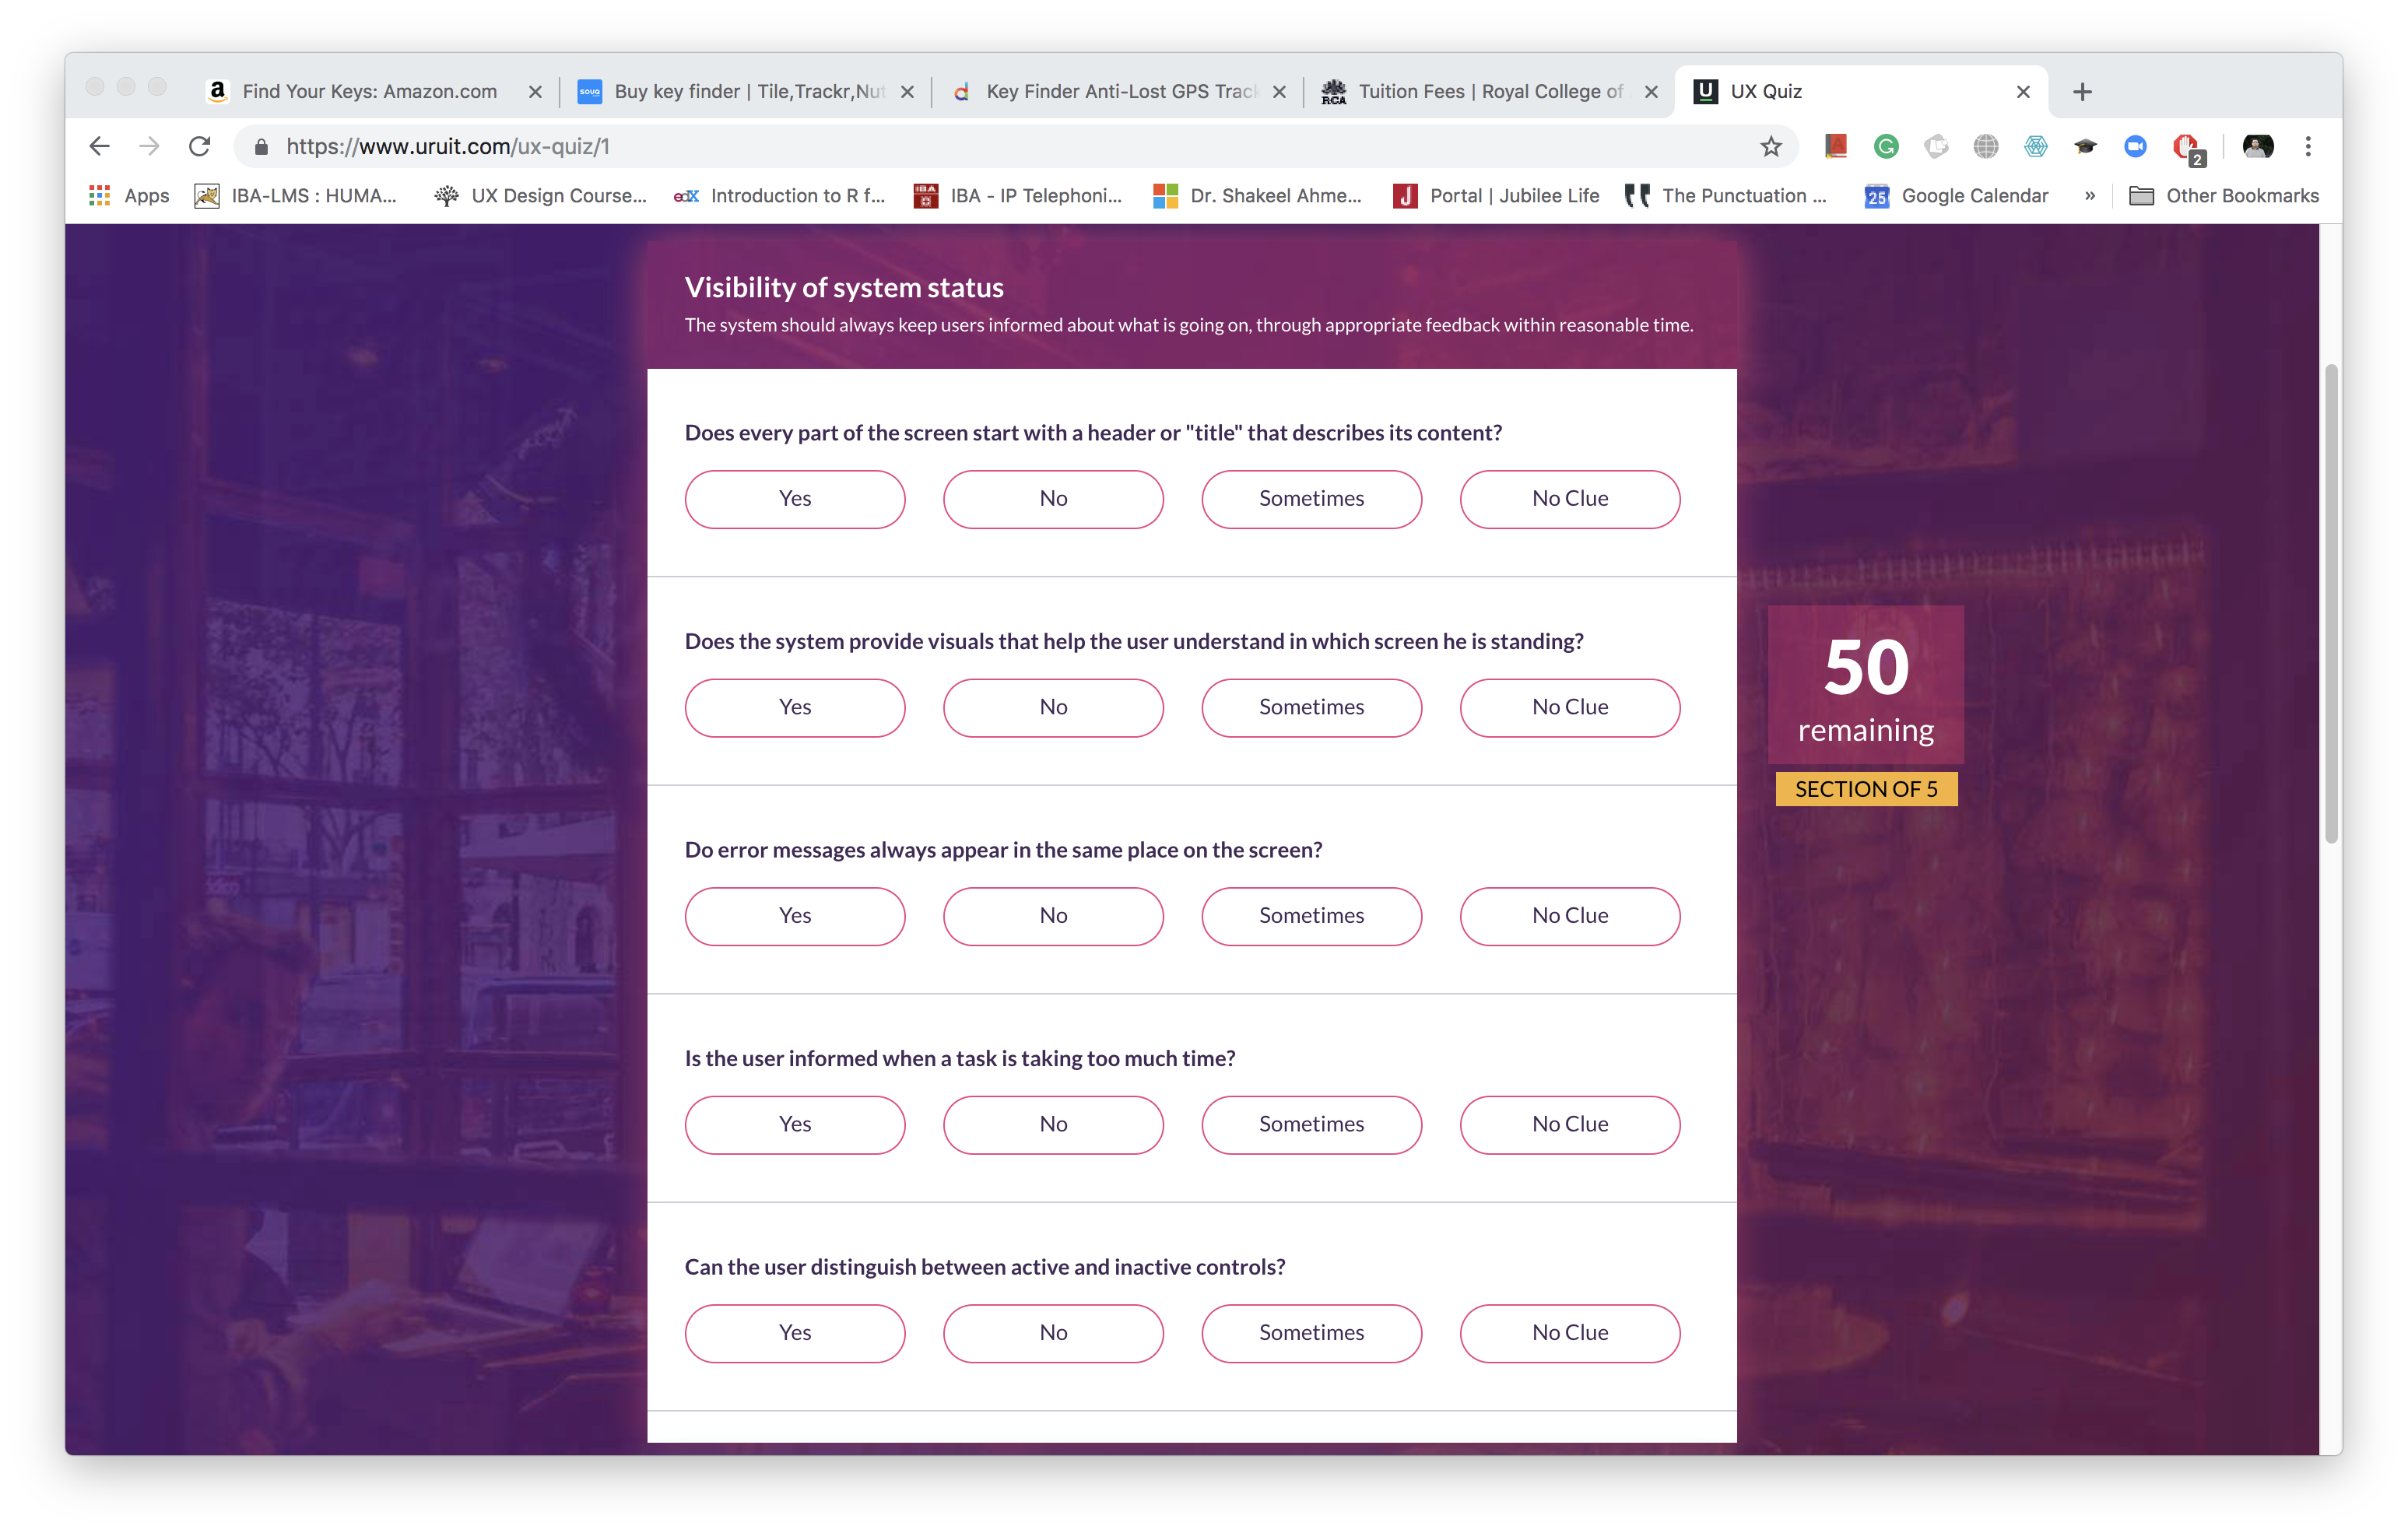 Find Your Keys: Amazon.com
Buy key finder | Tile,Trackr,Nut
Key Finder Anti-Lost GPS Track
Tuition Fees | Royal College of
UX Quiz
https://www.uruit.com/ux-quiz/1
2
Apps
IBA-LMS : HUMA...
UX Design Course...
edX
Introduction to R f...
IBA
IBA - IP Telephoni...
Dr. Shakeel Ahme...
Portal | Jubilee Life
The Punctuation ...
25
Google Calendar
»
Other Bookmarks
Visibility of system status
The system should always keep users informed about what is going on, through appropriate feedback within reasonable time.
Does every part of the screen start with a header or "title" that describes its content?
Yes No Sometimes No Clue
Does the system provide visuals that help the user understand in which screen he is standing?
Yes No Sometimes No Clue
50
remaining
SECTION OF 5
Do error messages always appear in the same place on the screen?
Yes No Sometimes No Clue
Is the user informed when a task is taking too much time?
Yes No Sometimes No Clue
Can the user distinguish between active and inactive controls?
Yes No Sometimes No Clue